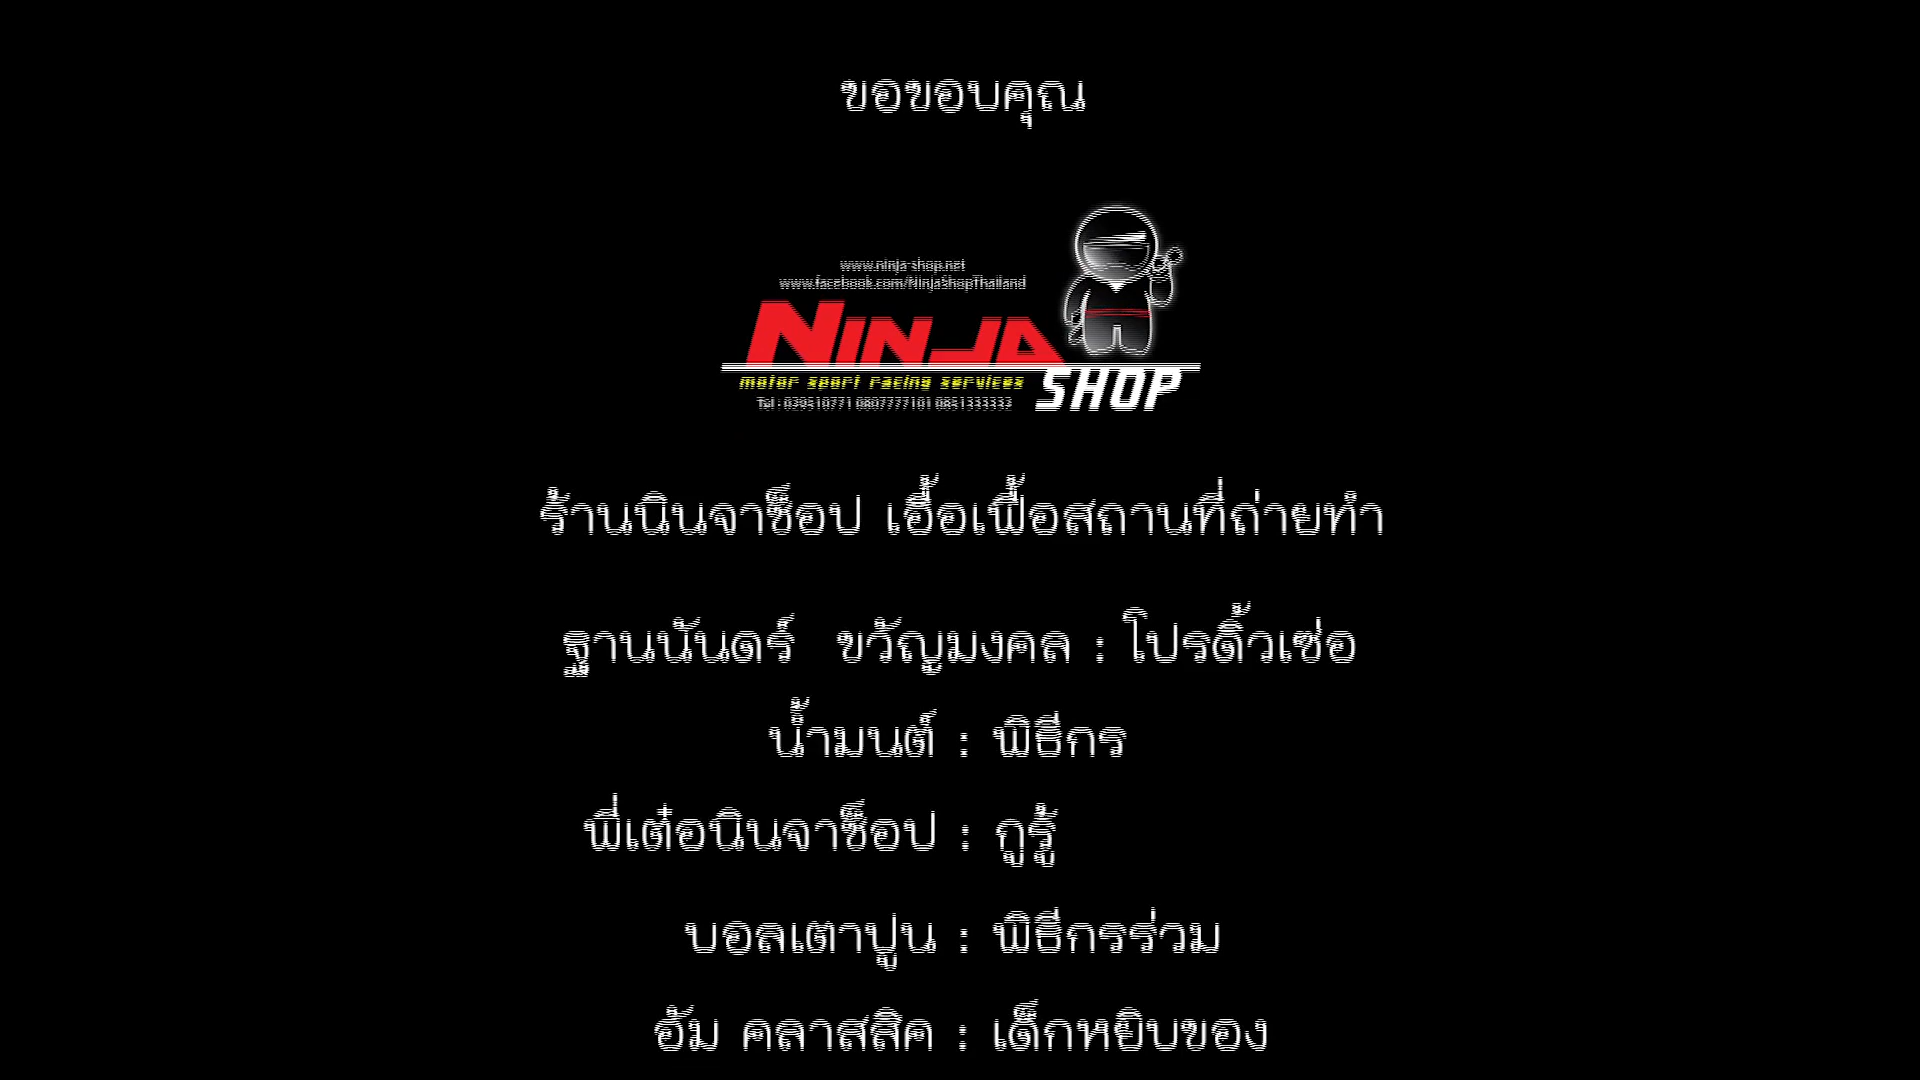 ขอขอบคุณ
www.ninja-shop.net
www.facebook.com/NinjaShopThailand
NINJA
SHOP
motor sport racing services
Tel : 029510771 0807777101 0851333332
ร้านนินจาช็อป เอื้อเฟื้อสถานที่ถ่ายทำ
ฐานนันดร์ ขวัญมงคล : โปรดิ้วเซ่อ
น้ำมนต์ : พิธีกร
พี่เต๋อนินจาช็อป : กูรู้
บอลเตาปูน : พิธีกรร่วม
อัม คลาสสิค : เด็กหยิบของ